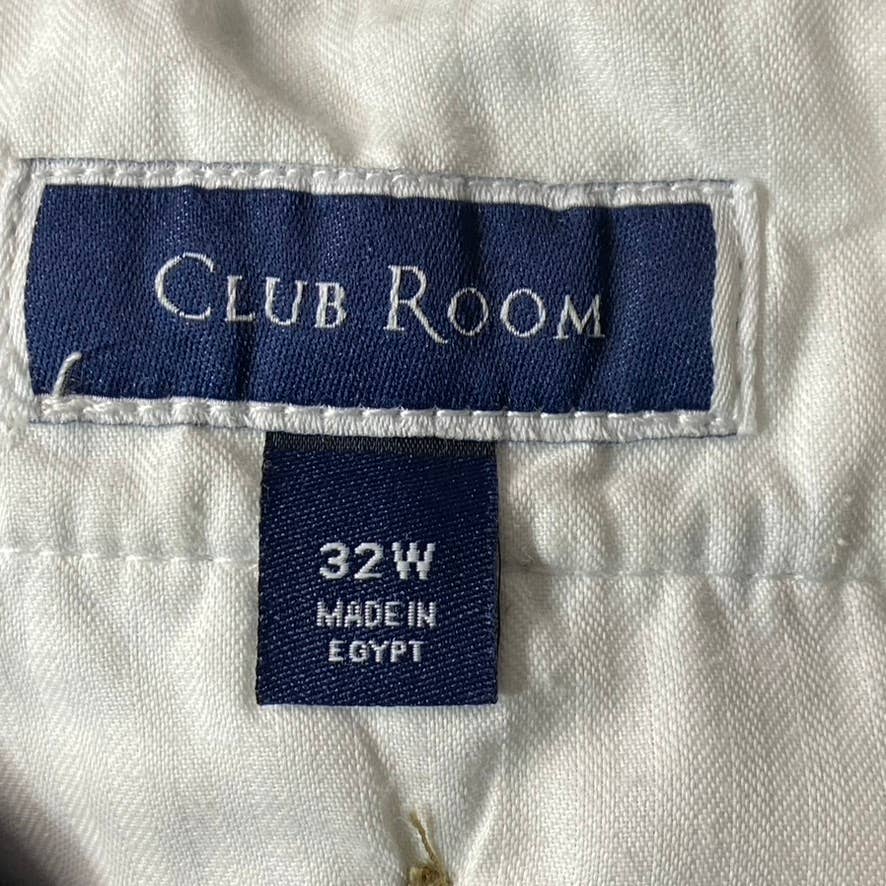 CLUB ROOM
32W
MADE IN
EGYPT